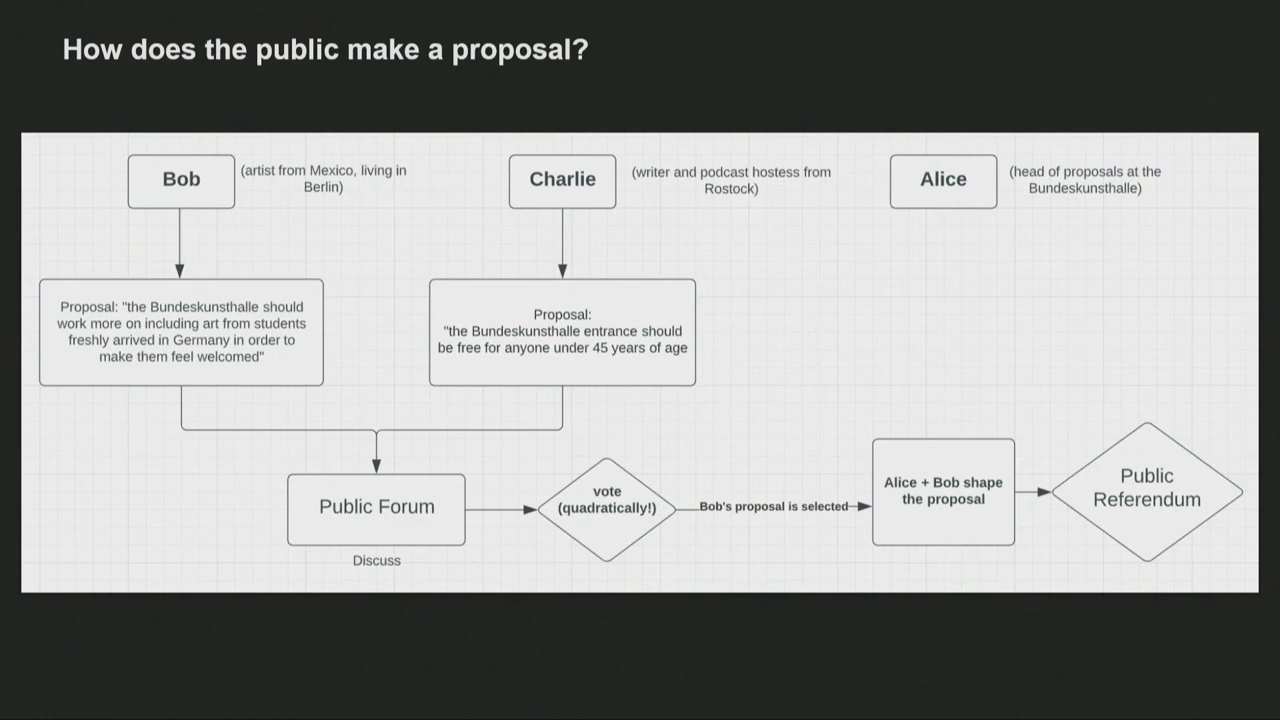 How does the public make a proposal?
Bob
(artist from Mexico, living in
Berlin)
Charlie
(writer and podcast hostess from
Rostock)
Alice
(head of proposals at the
Bundeskunsthalle)
Proposal: "the Bundeskunsthalle should
work more on including art from students
freshly arrived in Germany in order to
make them feel welcomed"
Proposal:
"the Bundeskunsthalle entrance should
be free for anyone under 45 years of age
Public Forum
Discuss
vote
(quadratically!)
Bob's proposal is selected
Alice + Bob shape
the proposal
Public
Referendum